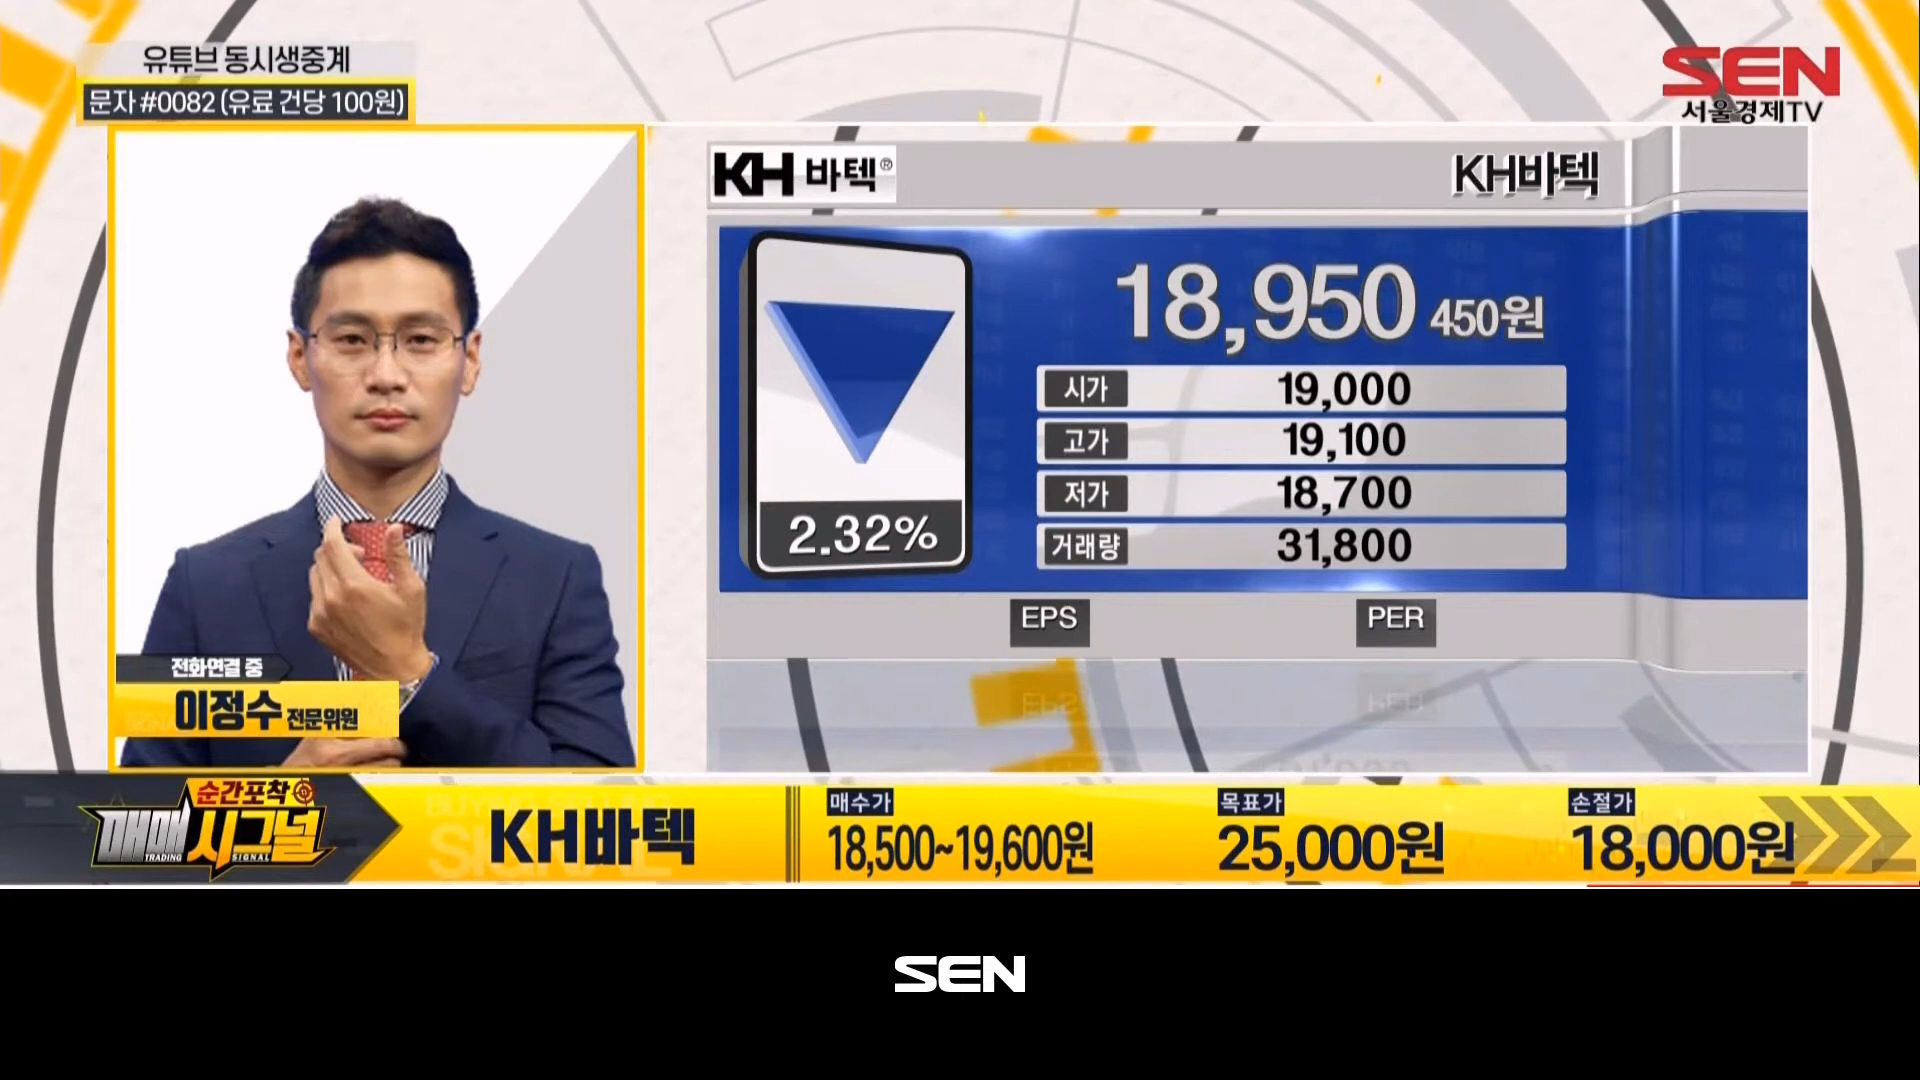 유튜브 동시생중계
문자 #0082 (유료 건당 100원)
SEN
서울경제TV
KH 바텍®
KH바텍
18,950 450원
시가 19,000
고가 19,100
저가 18,700
거래량 31,800
2.32%
EPS PER
전화연결 중
이정수 전문위원
순간포착
매매시그널
TRADING SIGNAL
KH바텍
매수가
18,500~19,600원
목표가
25,000원
손절가
18,000원
SEN